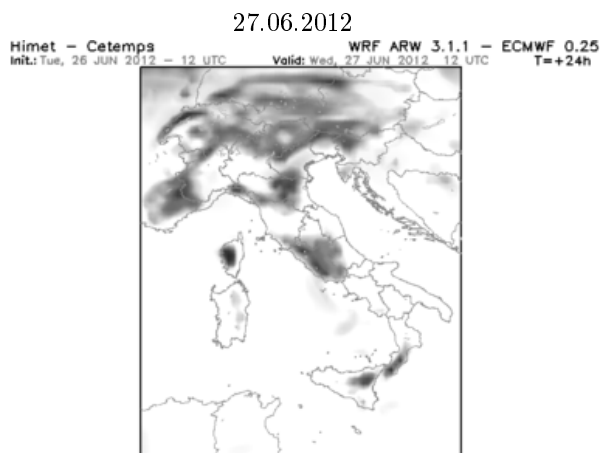 27.06.2012
Himet - Cetemps WRF ARW 3.1.1 - ECMWF 0.25
Init.: Tue, 26 JUN 2012 - 12 UTC Valid: Wed, 27 JUN 2012 12 UTC T=+24h